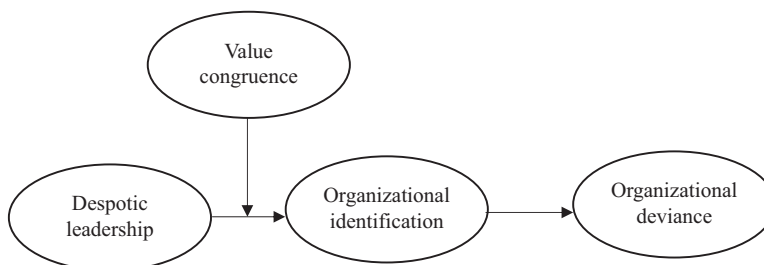 Value
congruence
Despotic
leadership
Organizational
identification
Organizational
deviance